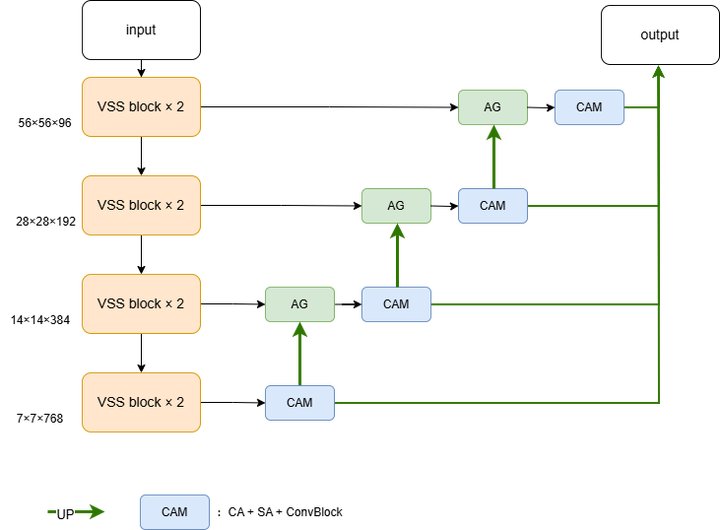 input
output
VSS block × 2
AG
CAM
56×56×96
VSS block × 2
AG
CAM
28×28×192
VSS block × 2
AG
CAM
14×14×384
VSS block × 2
CAM
7×7×768
UP
CAM
: CA + SA + ConvBlock